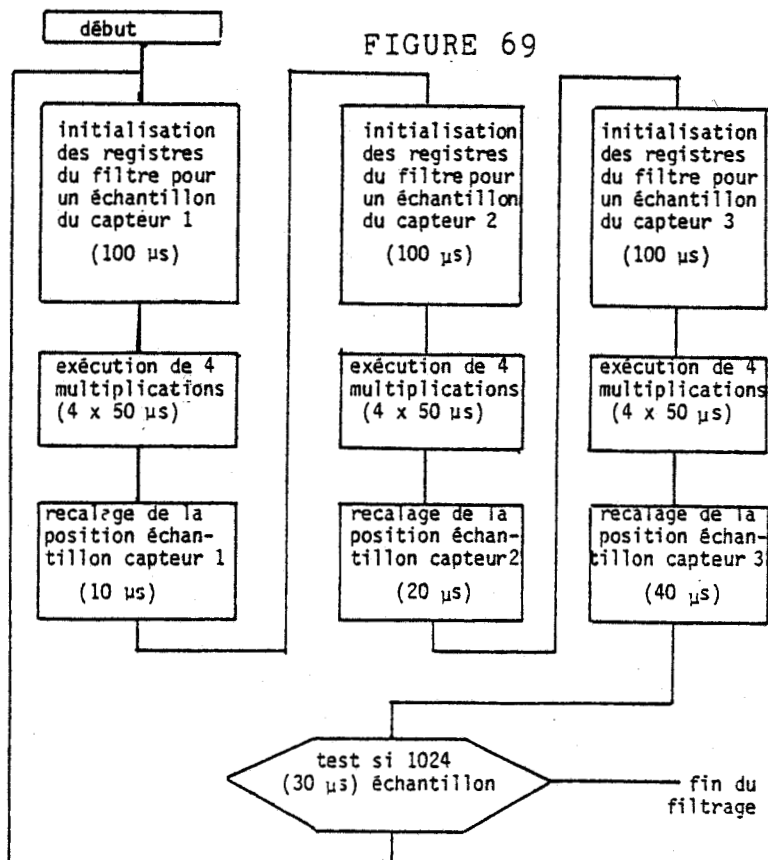 début
FIGURE 69
initialisation
des registres
du filtre pour
un échantillon
du capteur 1
(100 µs)
exécution de 4
multiplications
(4 x 50 µs)
recalage de la
position échan-
tillon capteur 1
(10 µs)
initialisation
des registres
du filtre pour
un échantillon
du capteur 2
(100 µs)
exécution de 4
multiplications
(4 x 50 µs)
recalage de la
position échan-
tillon capteur 2
(20 µs)
initialisation
des registres
du filtre pour
un échantillon
du capteur 3
(100 µs)
exécution de 4
multiplications
(4 x 50 µs)
recalage de la
position échan-
tillon capteur 3
(40 µs)
test si 1024
(30 µs) échantillon
fin du
filtrage